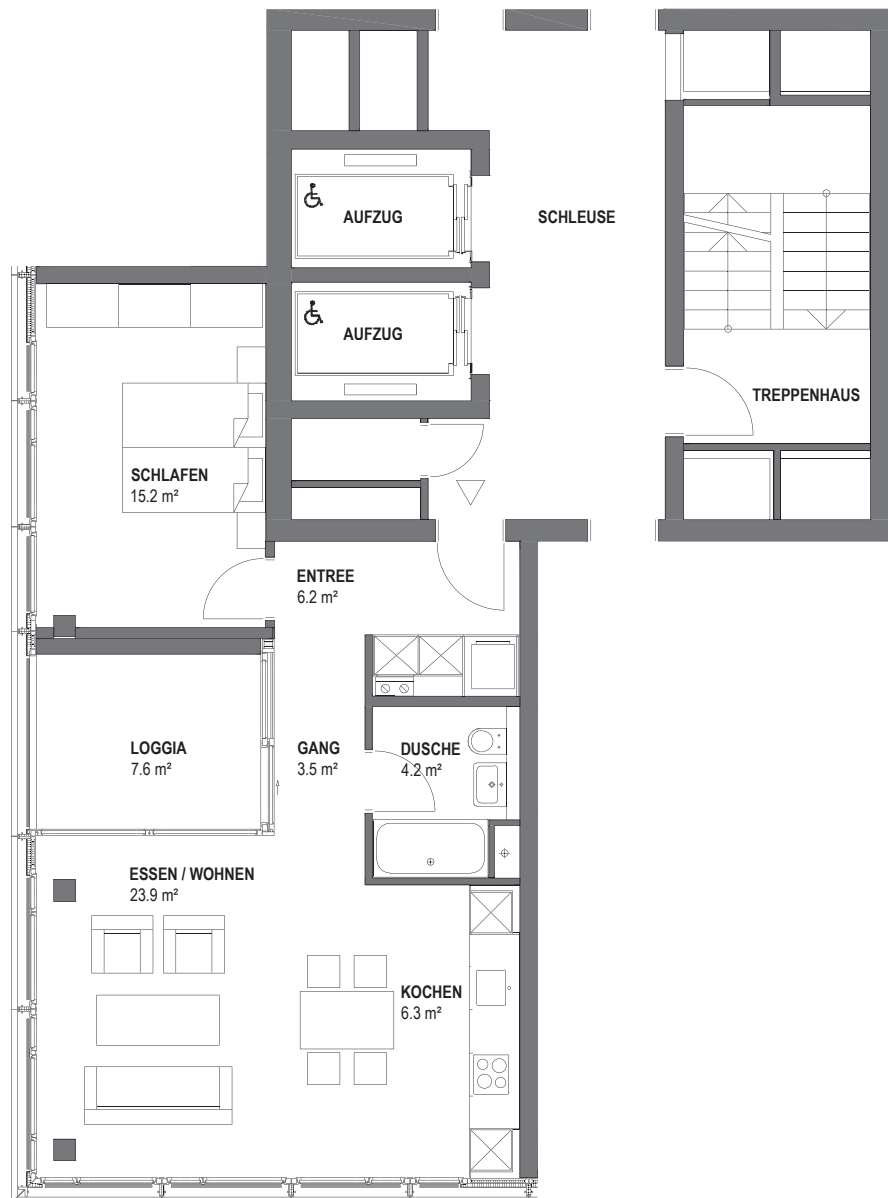 AUFZUG
SCHLEUSE
AUFZUG
TREPPENHAUS
SCHLAFEN
15.2 m²
ENTREE
6.2 m²
LOGGIA
7.6 m²
GANG
3.5 m²
DUSCHE
4.2 m²
ESSEN / WOHNEN
23.9 m²
KOCHEN
6.3 m²